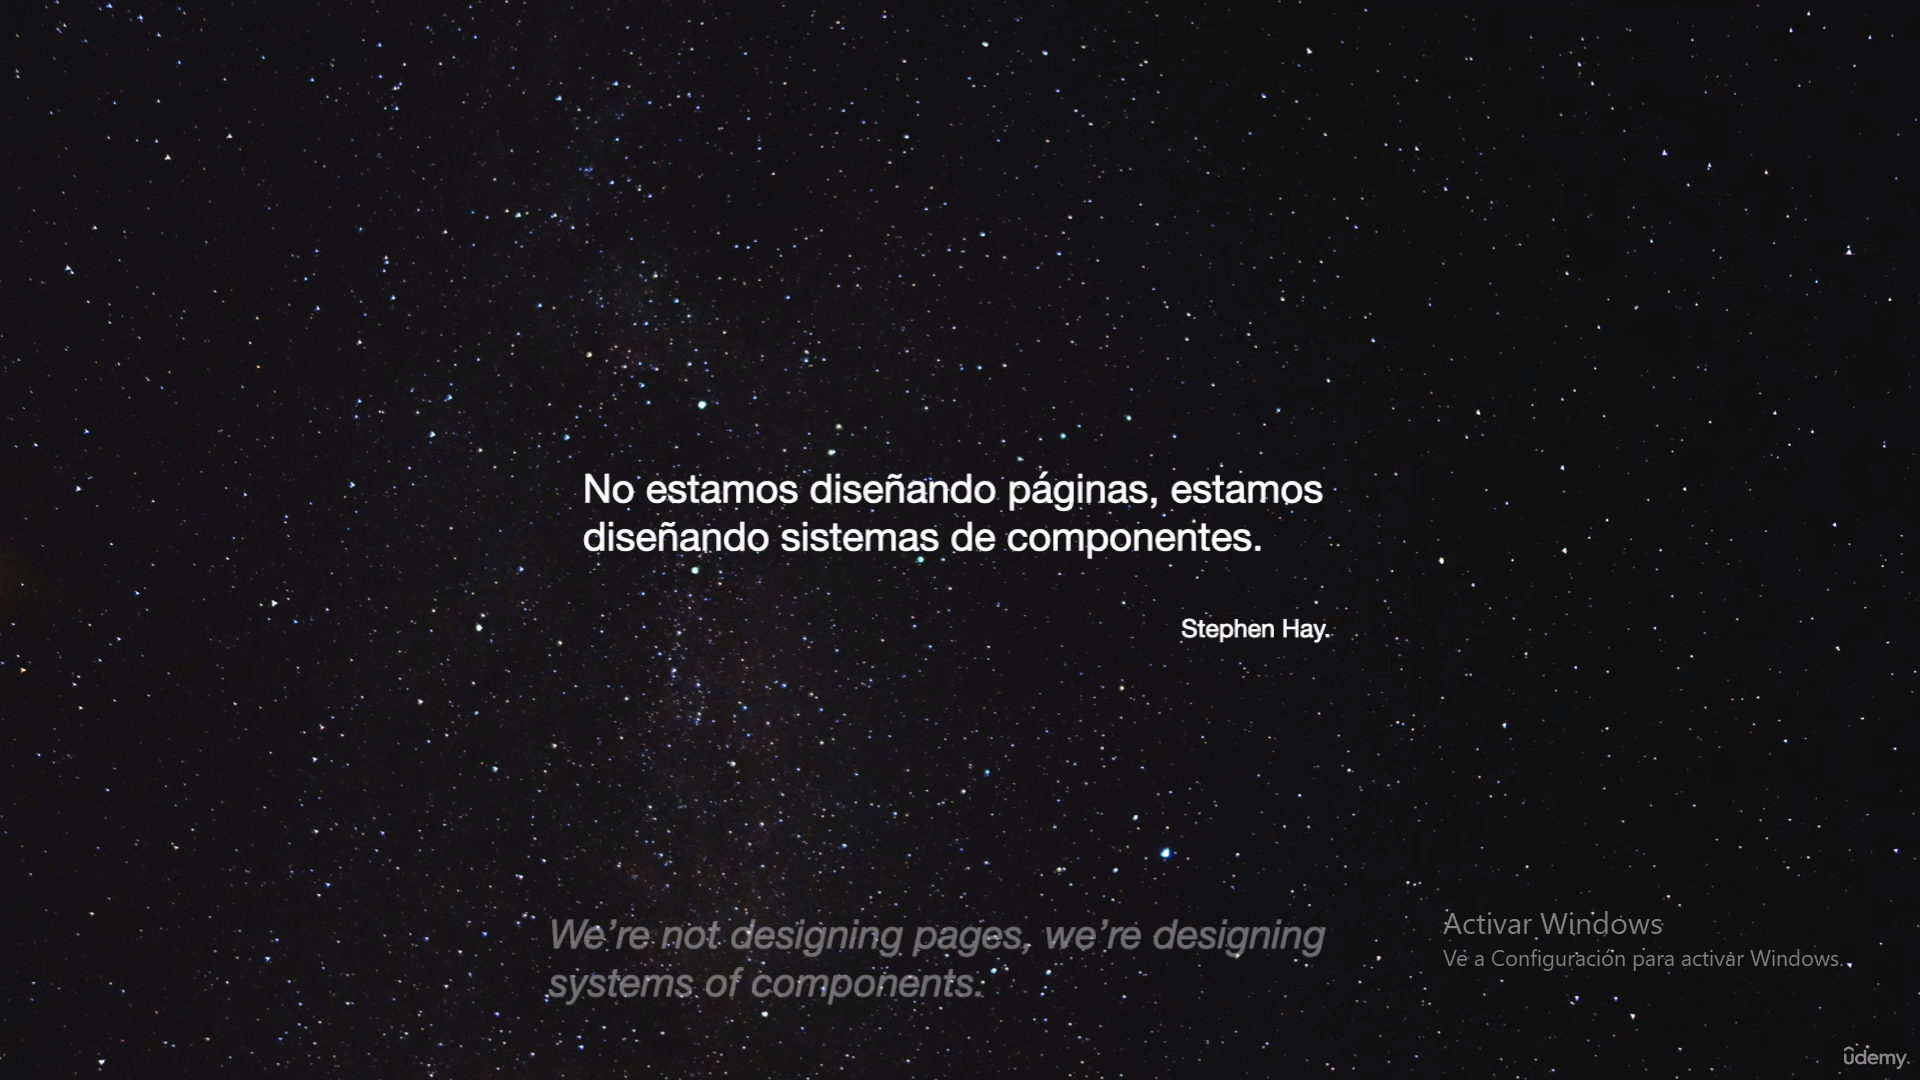 No estamos diseñando páginas, estamos
diseñando sistemas de componentes.
Stephen Hay.
We’re not designing pages, we’re designing
systems of components.
Activar Windows
Ve a Configuración para activar Windows.
ûdemy